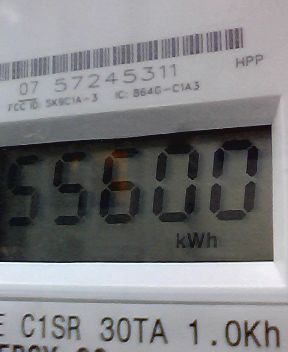 07 57245311 HPP
FCC ID: SK9C1A-3 IC: 864G-C1A3
55600
kWh
C1SR 30TA 1.0Kh